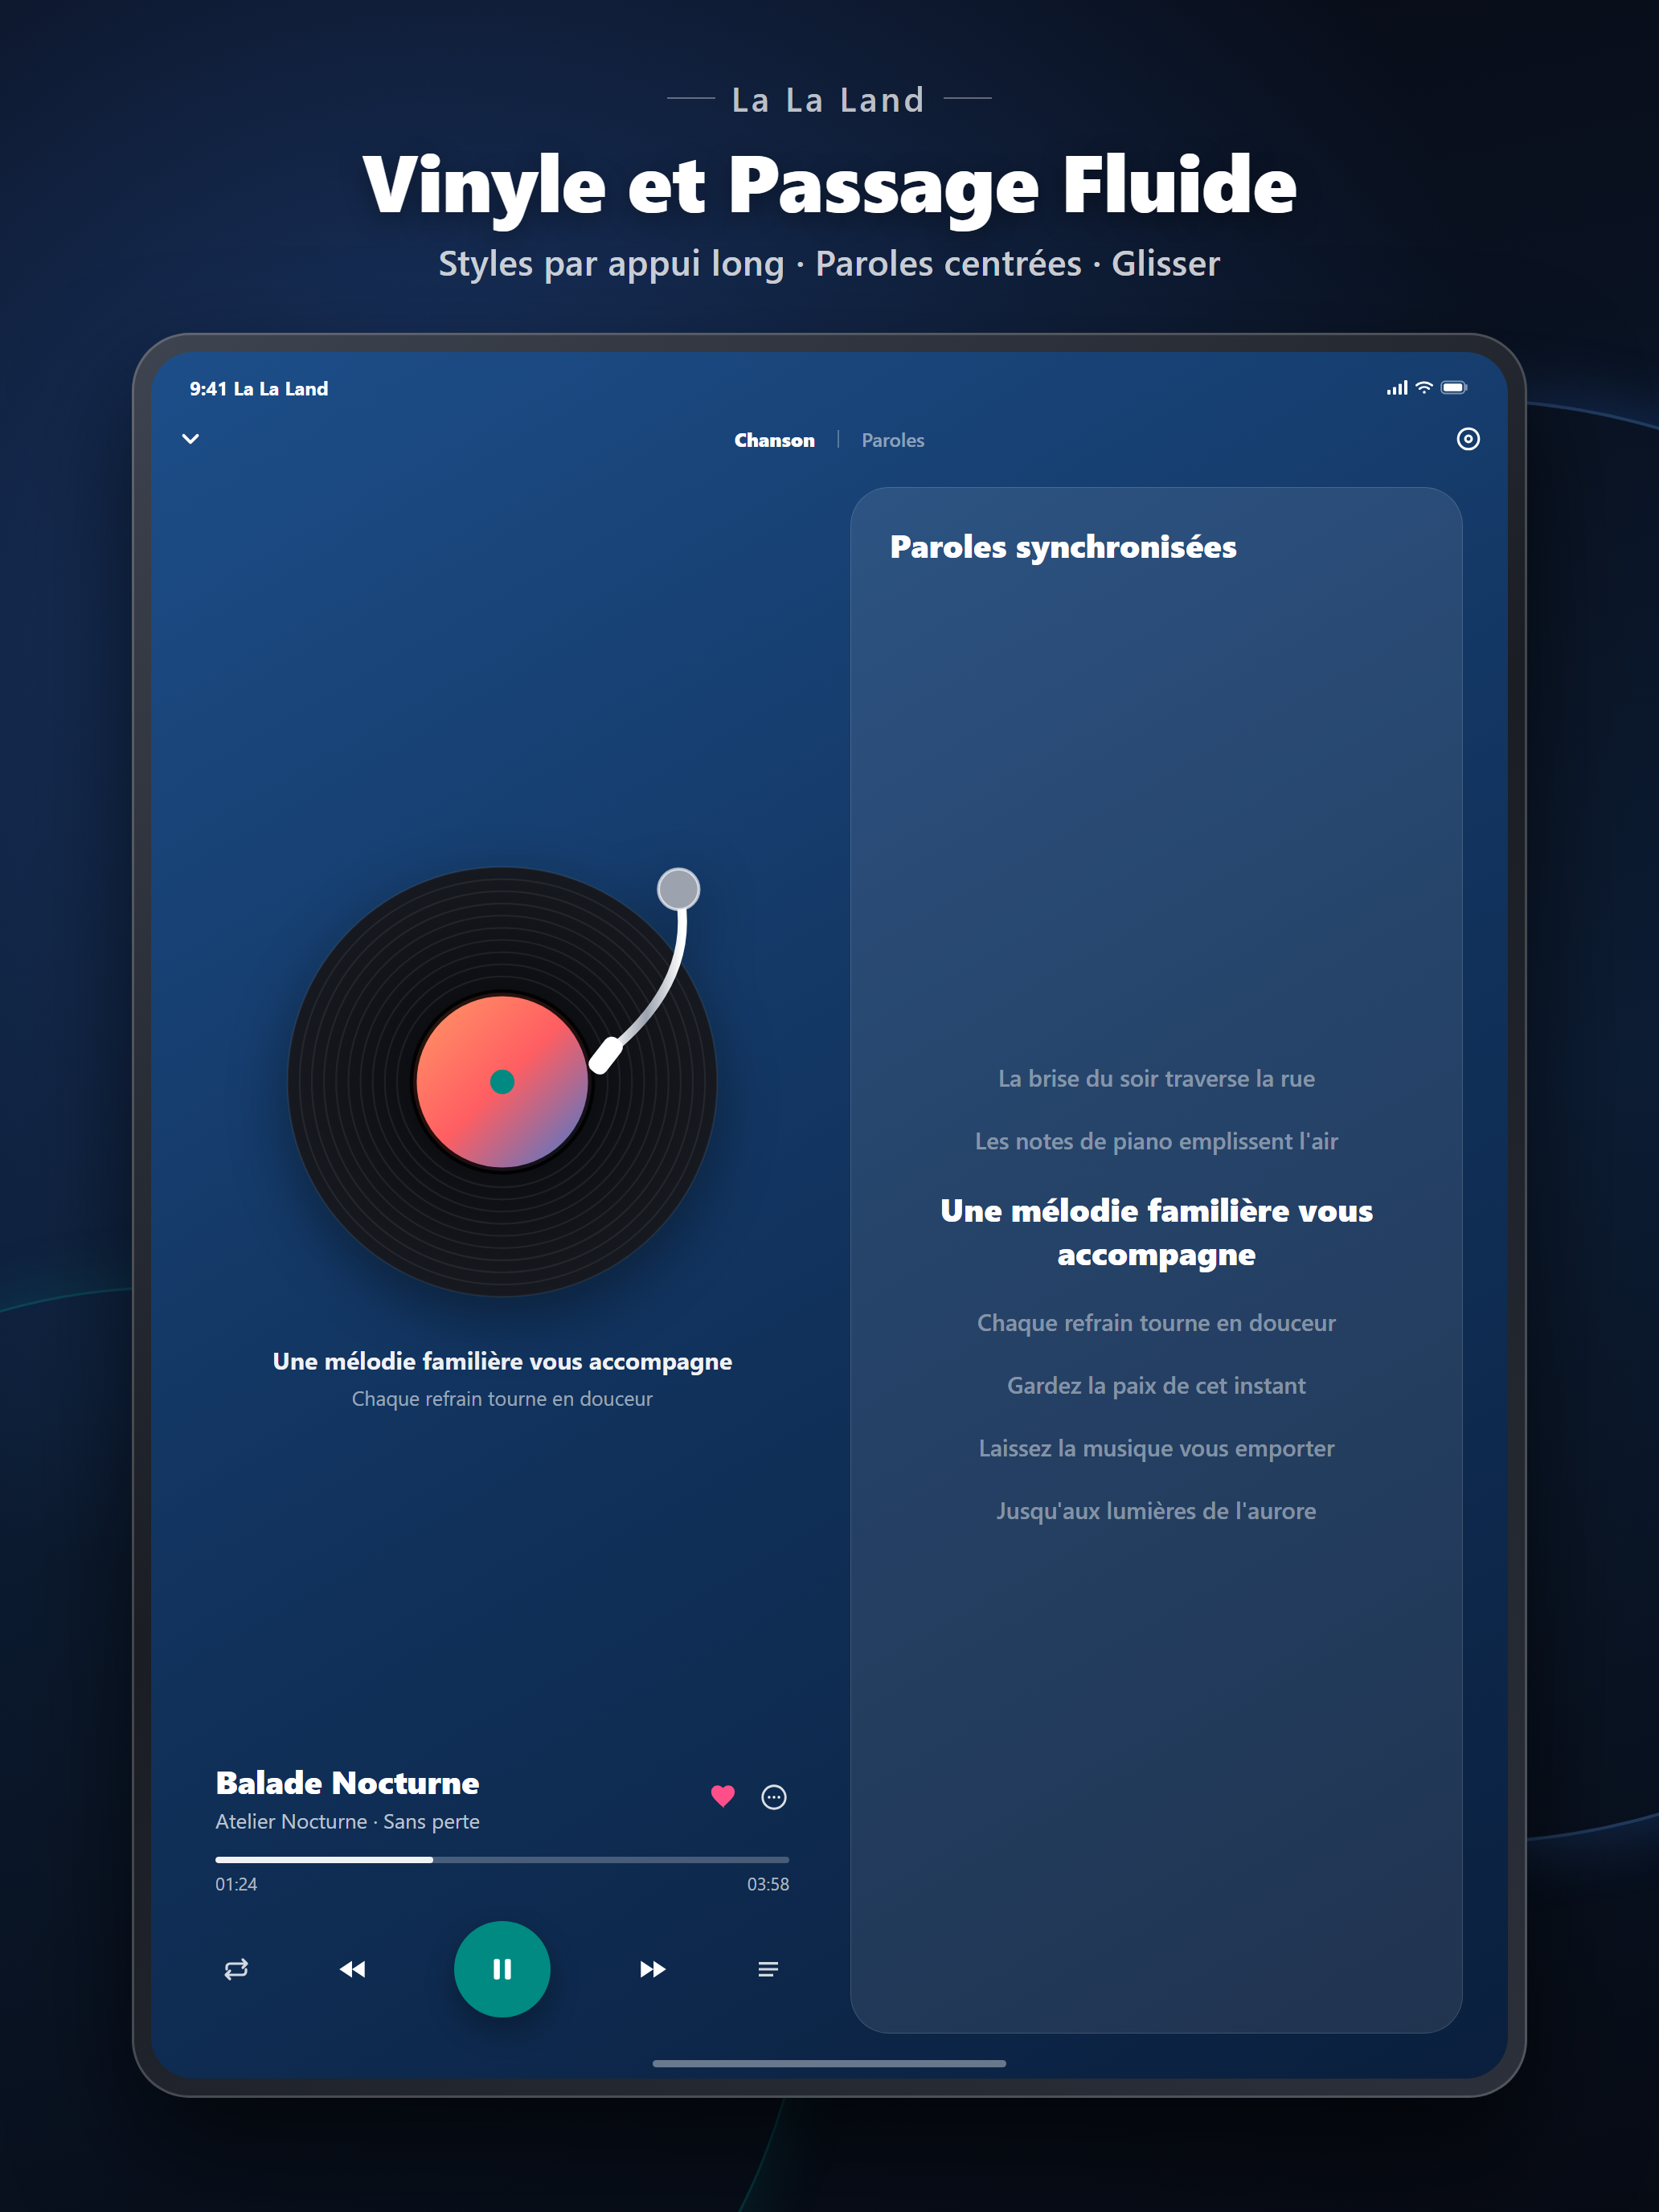 La La Land
Vinyle et Passage Fluide
Styles par appui long · Paroles centrées · Glisser
9:41 La La Land
Chanson | Paroles
Paroles synchronisées
La brise du soir traverse la rue
Les notes de piano emplissent l'air
Une mélodie familière vous
accompagne
Chaque refrain tourne en douceur
Gardez la paix de cet instant
Laissez la musique vous emporter
Jusqu'aux lumières de l'aurore
Une mélodie familière vous accompagne
Chaque refrain tourne en douceur
Balade Nocturne
Atelier Nocturne · Sans perte
01:24 03:58